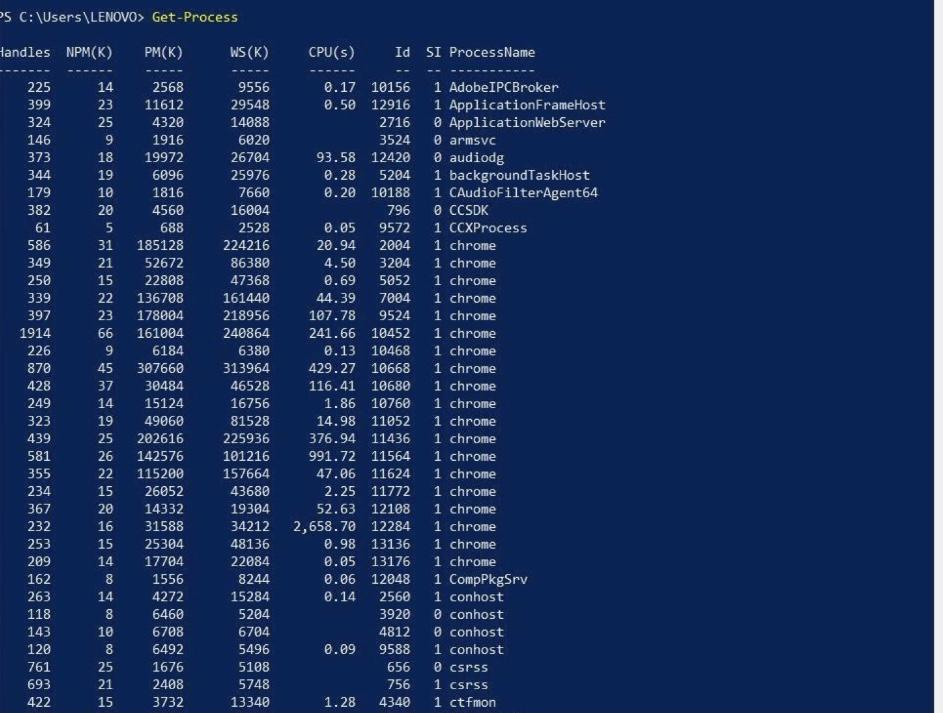 PS C:\Users\LENOVO> Get-Process
Handles NPM(K) PM(K) WS(K) CPU(s) Id SI ProcessName
------- ------ ----- ----- ------ -- -- -----------
225 14 2568 9556 0.17 10156 1 AdobeIPCBroker
399 23 11612 29548 0.50 12916 1 ApplicationFrameHost
324 25 4320 14088 2716 0 ApplicationWebServer
146 9 1916 6020 3524 0 armsvc
373 18 19972 26704 93.58 12420 0 audiodg
344 19 6096 25976 0.28 5204 1 backgroundTaskHost
179 10 1816 7660 0.20 10188 1 CAudioFilterAgent64
382 20 4560 16004 796 0 CCSDK
61 5 688 2528 0.05 9572 1 CCXProcess
586 31 185128 224216 20.94 2004 1 chrome
349 21 52672 86380 4.50 3204 1 chrome
250 15 22808 47368 0.69 5052 1 chrome
339 22 136708 161440 44.39 7004 1 chrome
397 23 178004 218956 107.78 9524 1 chrome
1914 66 161004 240864 241.66 10452 1 chrome
226 9 6184 6380 0.13 10468 1 chrome
870 45 307660 313964 429.27 10668 1 chrome
428 37 30484 46528 116.41 10680 1 chrome
249 14 15124 16756 1.86 10760 1 chrome
323 19 49060 81528 14.98 11052 1 chrome
439 25 202616 225936 376.94 11436 1 chrome
581 26 142576 101216 991.72 11564 1 chrome
355 22 115200 157664 47.06 11624 1 chrome
234 15 26052 43680 2.25 11772 1 chrome
367 20 14332 19304 52.63 12108 1 chrome
232 16 31588 34212 2,658.70 12284 1 chrome
253 15 25304 48136 0.98 13136 1 chrome
209 14 17704 22084 0.05 13176 1 chrome
162 8 1556 8244 0.06 12048 1 CompPkgSrv
263 14 4272 15284 0.14 2560 1 conhost
118 8 6460 5204 3920 0 conhost
143 10 6708 6704 4812 0 conhost
120 8 6492 5496 0.09 9588 1 conhost
761 25 1676 5108 656 0 csrss
693 21 2408 5748 756 1 csrss
422 15 3732 13340 1.28 4340 1 ctfmon